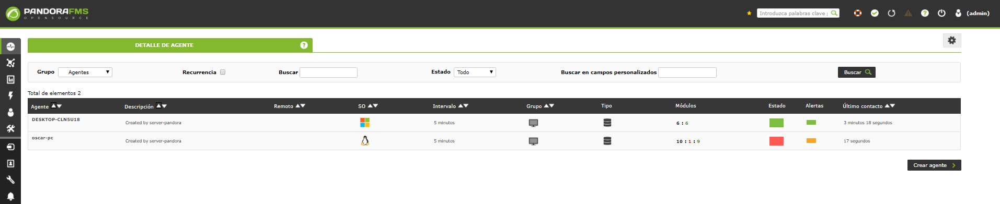 PANDORAFMS
OPENSOURCE
Introduzca palabras clave p
(admin)
DETALLE DE AGENTE
Grupo Agentes Recurrencia Buscar Estado Todo Buscar en campos personalizados Buscar
Total de elementos 2
Agente Descripción Remoto SO Intervalo Grupo Tipo Módulos Estado Alertas Último contacto
DESKTOP-CLN5U18 Created by server-pandora 5 minutos 6 : 6 3 minutos 18 segundos
oscar-pc Created by server-pandora 5 minutos 10 : 1 : 9 17 segundos
Crear agente